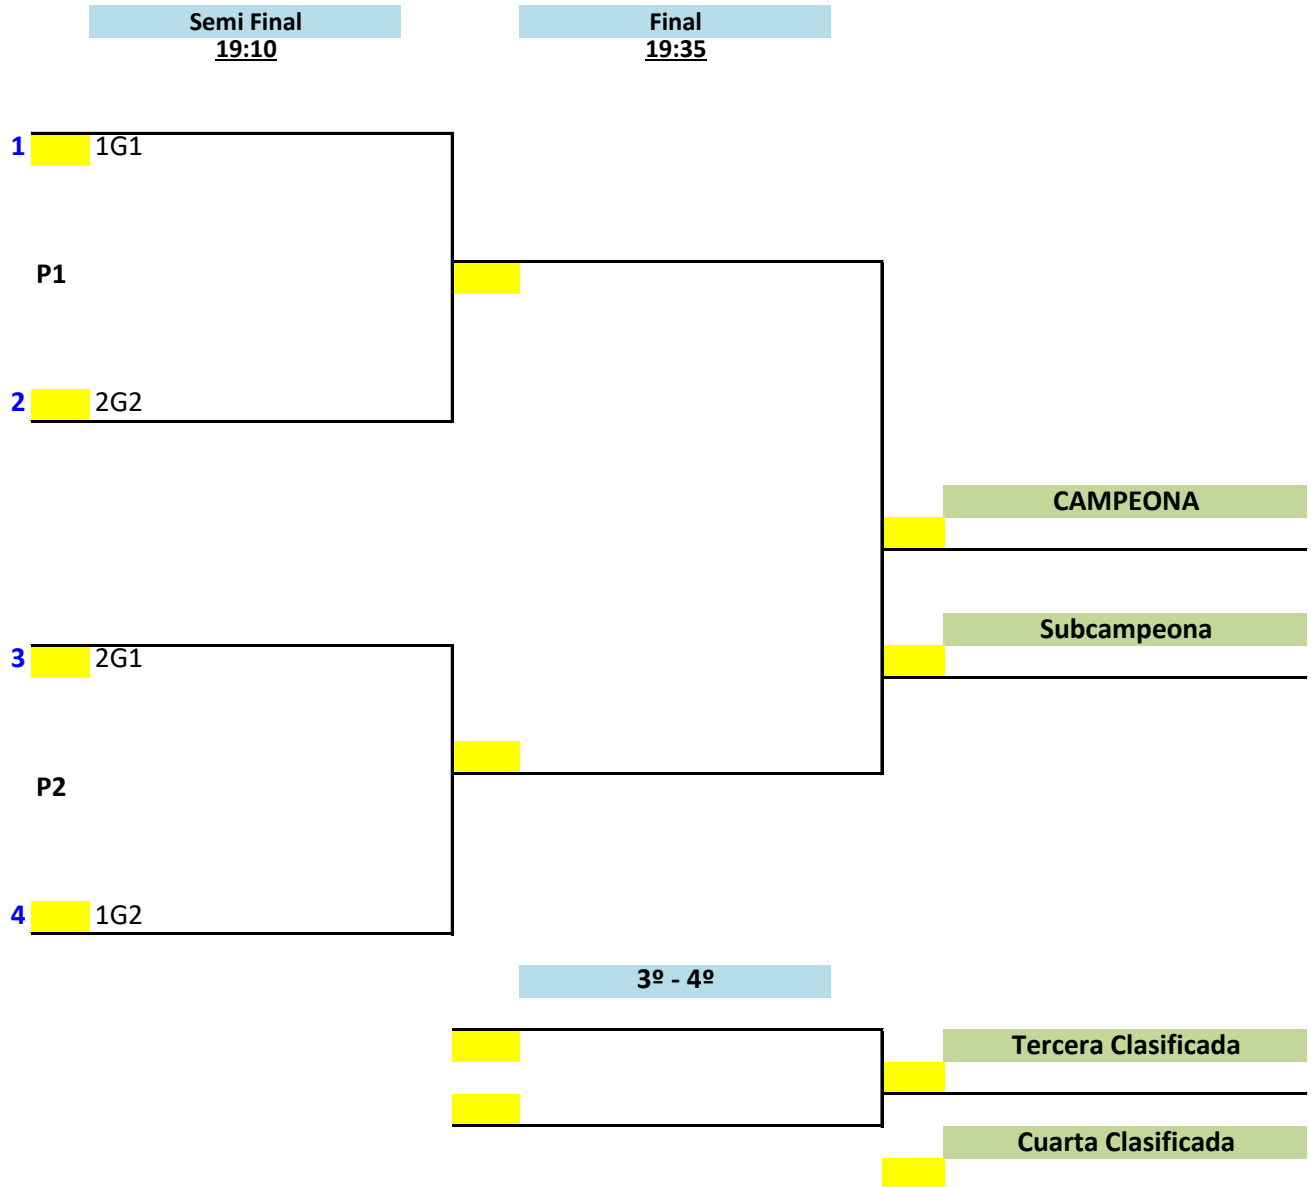 Semi Final
19:10
Final
19:35
1 1G1
P1
2 2G2
CAMPEONA
Subcampeona
3 2G1
P2
4 1G2
3º - 4º
Tercera Clasificada
Cuarta Clasificada